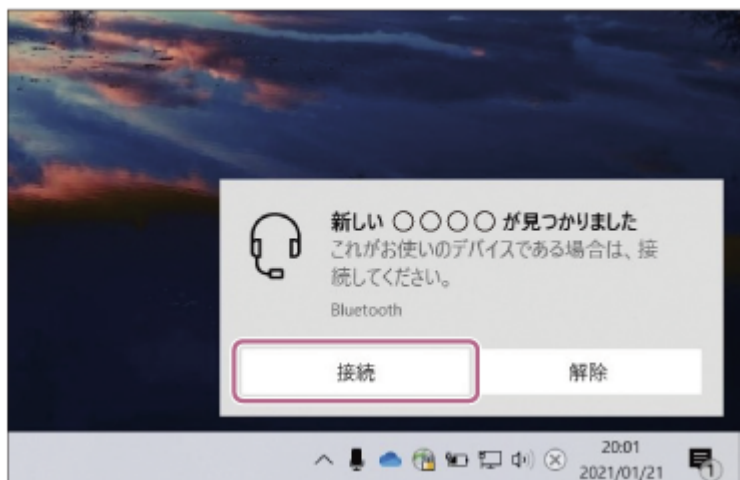 新しい 〇〇〇〇 が見つかりました
これがお使いのデバイスである場合は、接
続してください。
Bluetooth
接続
解除
20:01
2021/01/21
1